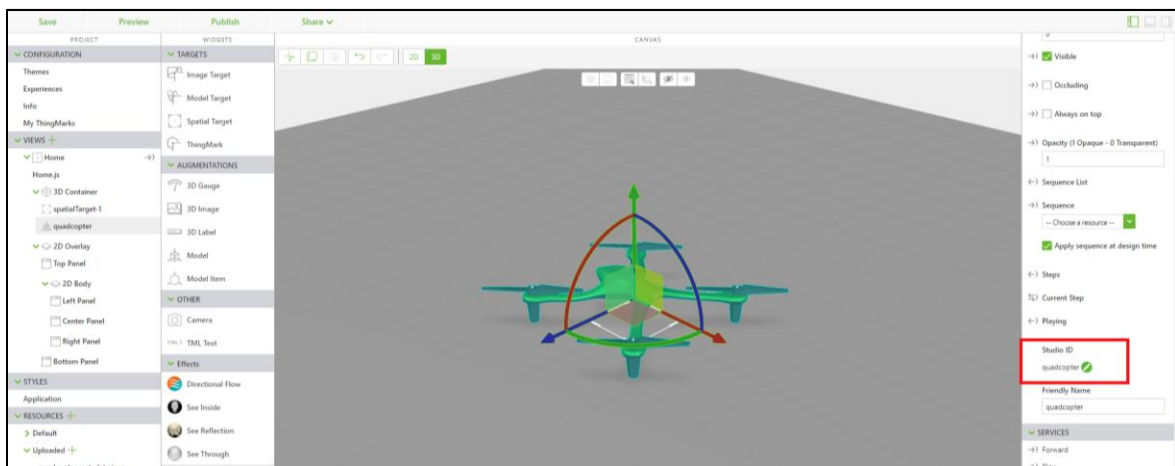 Save Preview Publish Share
PROJECT
CONFIGURATION
Themes
Experiences
Info
My ThingMarks
VIEWS
Home
Home.js
3D Container
spatialTarget-1
quadcopter
2D Overlay
Top Panel
2D Body
Left Panel
Center Panel
Right Panel
Bottom Panel
STYLES
Application
RESOURCES
Default
Uploaded
WIDGETS
TARGETS
Image Target
Model Target
Spatial Target
ThingMark
AUGMENTATIONS
3D Gauge
3D Image
3D Label
Model
Model Item
OTHER
Camera
TML Text
Effects
Directional Flow
See Inside
See Reflection
See Through
CANVAS
2D 3D
Visible
Occluding
Always on top
Opacity (1 Opaque - 0 Transparent)
1
Sequence List
Sequence
-- Choose a resource --
Apply sequence at design time
Steps
Current Step
Playing
Studio ID
quadcopter
Friendly Name
quadcopter
SERVICES
Forward